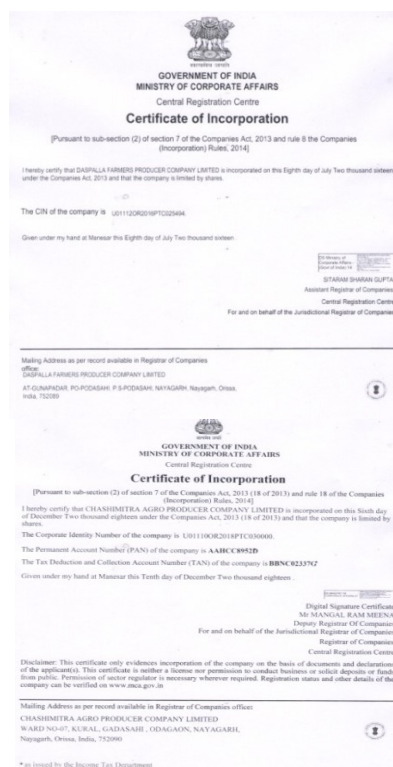 GOVERNMENT OF INDIA
MINISTRY OF CORPORATE AFFAIRS
Central Registration Centre
Certificate of Incorporation
[Pursuant to sub-section (2) of section 7 of the Companies Act, 2013 and rule 8 the Companies
(Incorporation) Rules, 2014]
I hereby certify that DASPALLA FARMERS PRODUCER COMPANY LIMITED is incorporated on this Eighth day of July Two thousand sixteen
under the Companies Act, 2013 and that the company is limited by shares.
The CIN of the company is U01112OR2016PTC025494.
Given under my hand at Manesar this Eighth day of July Two thousand sixteen.
SITARAM SHARAN GUPTA
Assistant Registrar of Companies
Central Registration Centre
For and on behalf of the Jurisdictional Registrar of Companies
Mailing Address as per record available in Registrar of Companies
office:
DASPALLA FARMERS PRODUCER COMPANY LIMITED
AT-DUNAPADAR, PO-PODASAHI, P.S-PODASAHI, NAYAGARH, Nayagarh, Orissa,
India, 752089
GOVERNMENT OF INDIA
MINISTRY OF CORPORATE AFFAIRS
Central Registration Centre
Certificate of Incorporation
[Pursuant to sub-section (2) of section 7 of the Companies Act, 2013 (18 of 2013) and rule 18 of the Companies
(Incorporation) Rules, 2014]
I hereby certify that CHASHIMITRA AGRO PRODUCER COMPANY LIMITED is incorporated on this Sixth day
of December Two thousand eighteen under the Companies Act, 2013 (18 of 2013) and that the company is limited by
shares.
The Corporate Identity Number of the company is U01110OR2018PTC030000.
The Permanent Account Number (PAN) of the company is AAHCC8952D
The Tax Deduction and Collection Account Number (TAN) of the company is BBNC02337G
Given under my hand at Manesar this Tenth day of December Two thousand eighteen .
Digital Signature Certificate
Mr MANGAL RAM MEENA
Deputy Registrar Of Companies
For and on behalf of the Jurisdictional Registrar of Companies
Registrar of Companies
Central Registration Centre
Disclaimer: This certificate only evidences incorporation of the company on the basis of documents and declarations
of the applicant(s). This certificate is neither a license nor permission to conduct business or solicit deposits or funds
from public. Permission of sector regulator is necessary wherever required. Registration status and other details of the
company can be verified on www.mca.gov.in
Mailing Address as per record available in Registrar of Companies office:
CHASHIMITRA AGRO PRODUCER COMPANY LIMITED
WARD NO-07, KURAL, GADASAHI , ODAGAON, NAYAGARH,
Nayagarh, Orissa, India, 752090
* as issued by the Income Tax Department